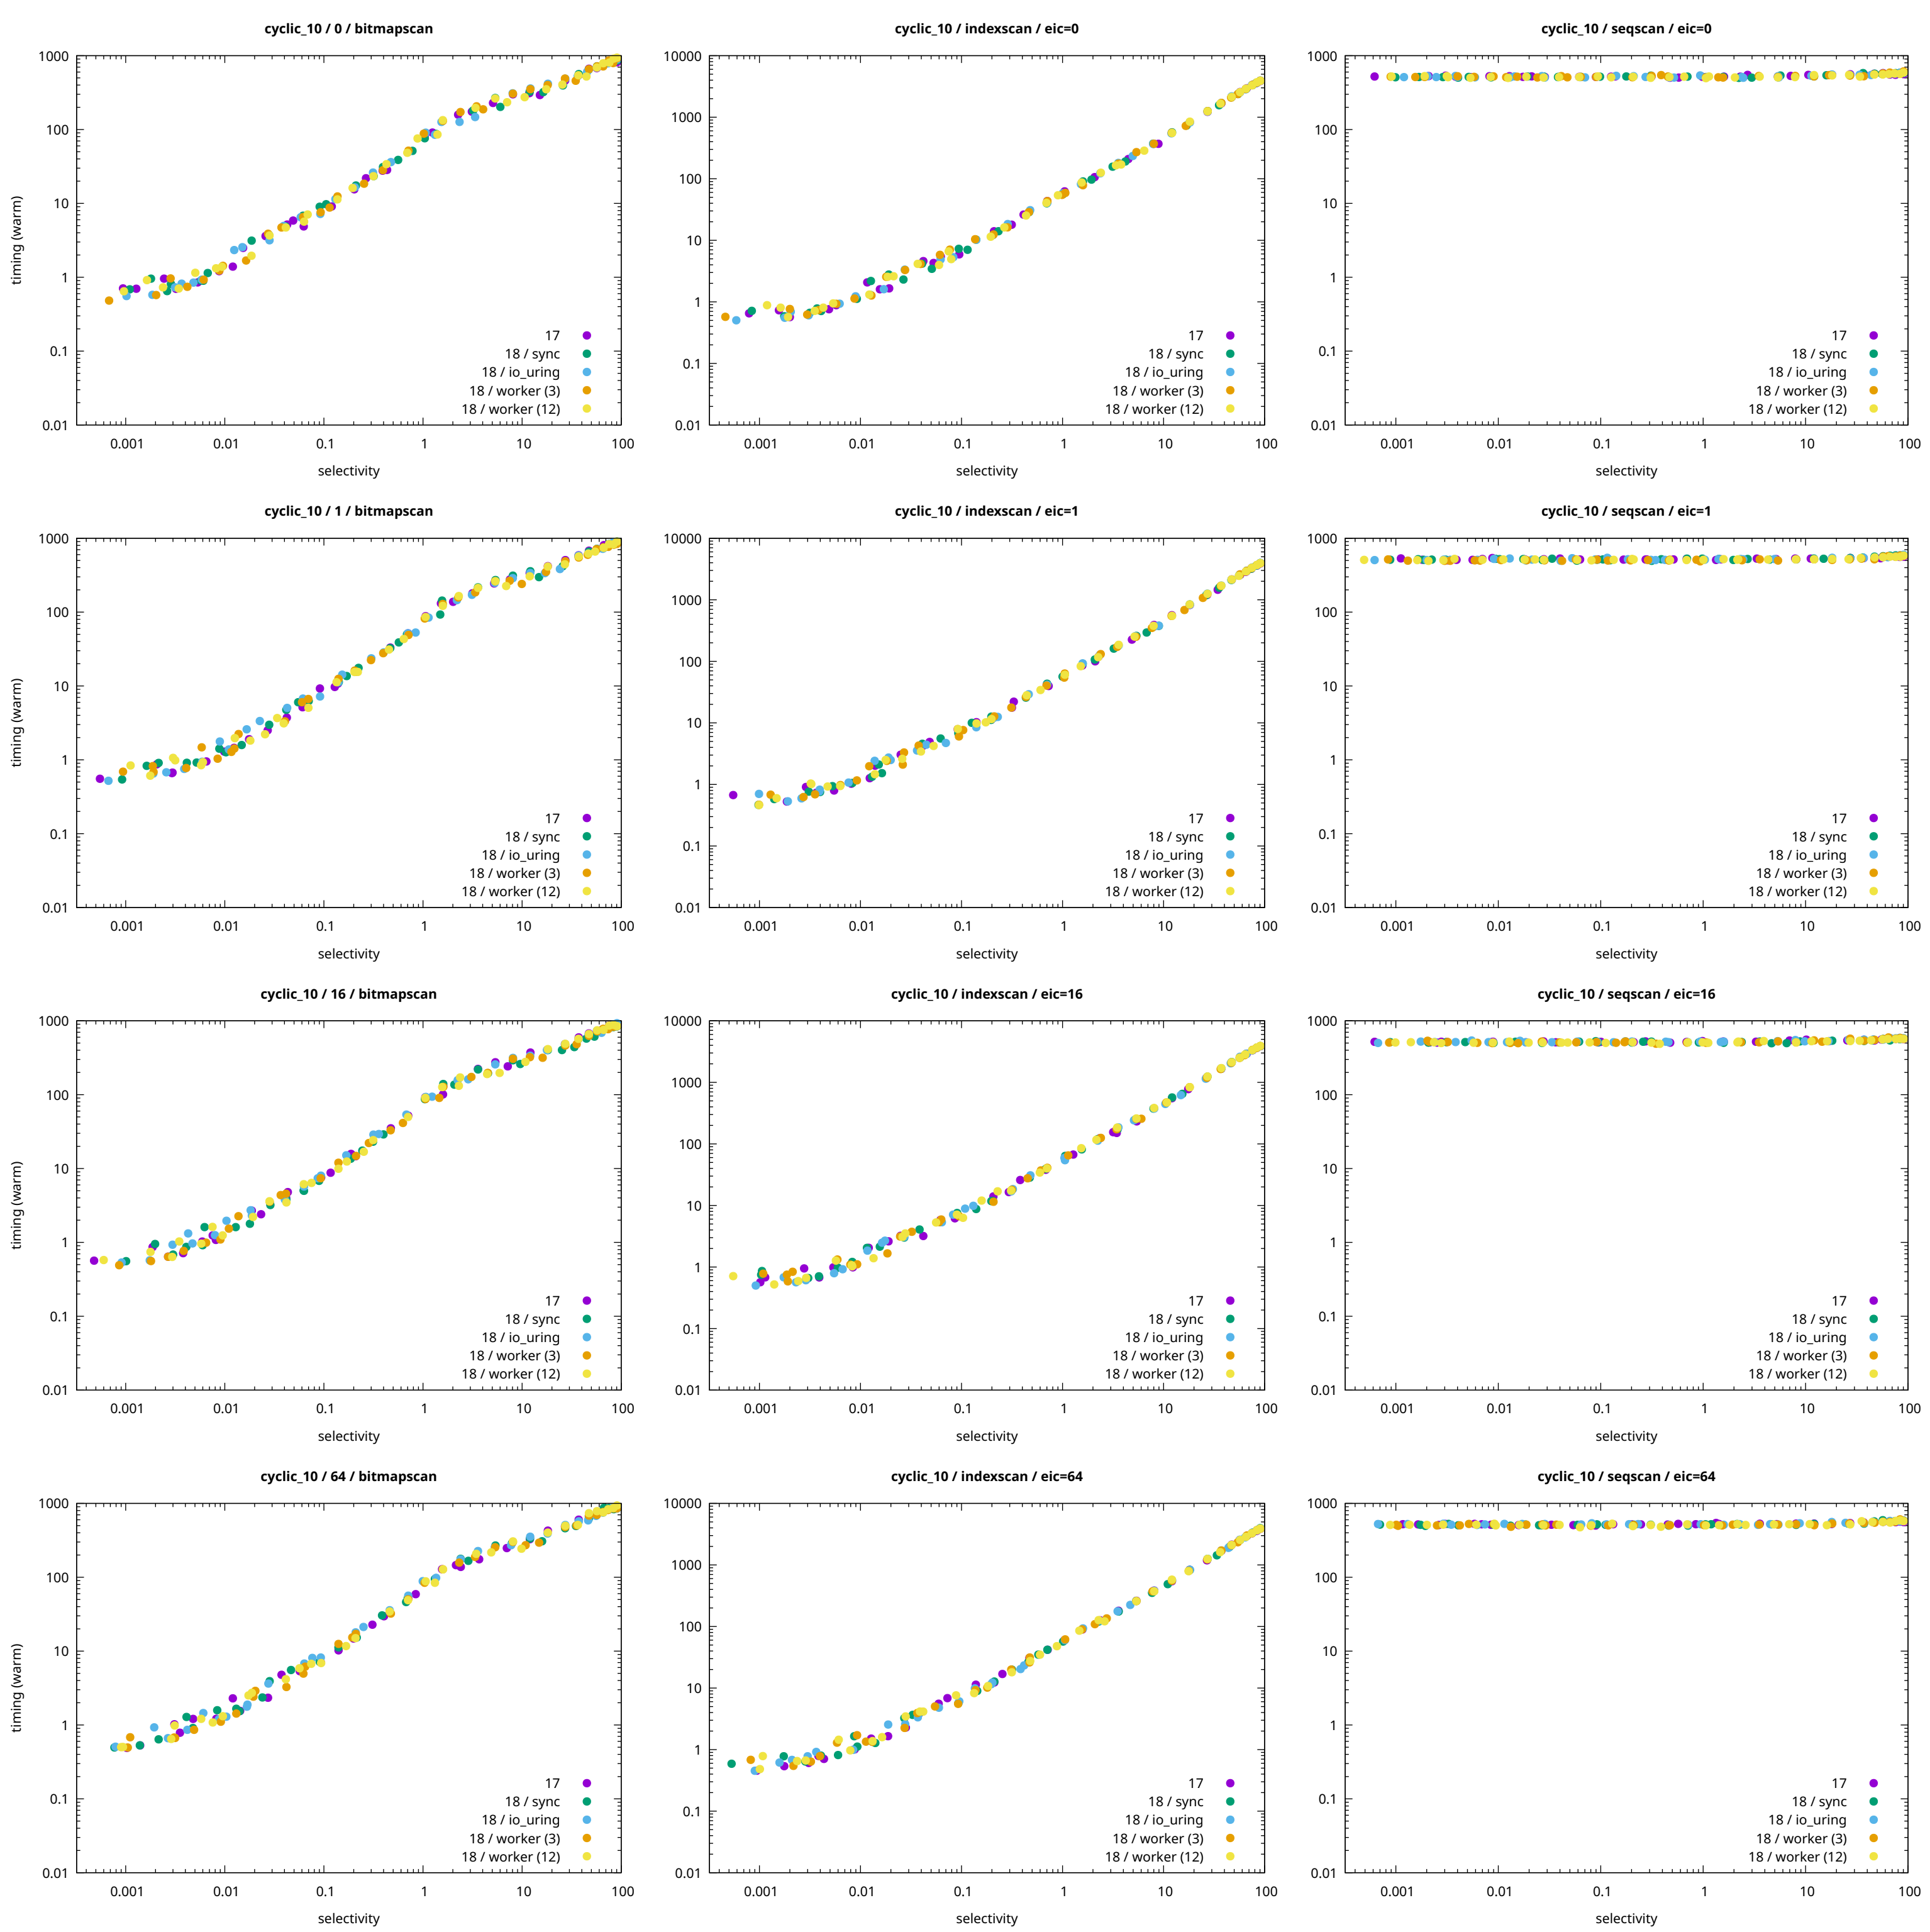 cyclic_10 / 0 / bitmapscan
1000
100
10
1
0.1
0.01
timing (warm)
17
18 / sync
18 / io_uring
18 / worker (3)
18 / worker (12)
0.001 0.01 0.1 1 10 100
selectivity
cyclic_10 / indexscan / eic=0
10000
1000
100
10
1
0.1
0.01
17
18 / sync
18 / io_uring
18 / worker (3)
18 / worker (12)
0.001 0.01 0.1 1 10 100
selectivity
cyclic_10 / seqscan / eic=0
1000
100
10
1
0.1
0.01
17
18 / sync
18 / io_uring
18 / worker (3)
18 / worker (12)
0.001 0.01 0.1 1 10 100
selectivity
cyclic_10 / 1 / bitmapscan
1000
100
10
1
0.1
0.01
timing (warm)
17
18 / sync
18 / io_uring
18 / worker (3)
18 / worker (12)
0.001 0.01 0.1 1 10 100
selectivity
cyclic_10 / indexscan / eic=1
10000
1000
100
10
1
0.1
0.01
17
18 / sync
18 / io_uring
18 / worker (3)
18 / worker (12)
0.001 0.01 0.1 1 10 100
selectivity
cyclic_10 / seqscan / eic=1
1000
100
10
1
0.1
0.01
17
18 / sync
18 / io_uring
18 / worker (3)
18 / worker (12)
0.001 0.01 0.1 1 10 100
selectivity
cyclic_10 / 16 / bitmapscan
1000
100
10
1
0.1
0.01
timing (warm)
17
18 / sync
18 / io_uring
18 / worker (3)
18 / worker (12)
0.001 0.01 0.1 1 10 100
selectivity
cyclic_10 / indexscan / eic=16
10000
1000
100
10
1
0.1
0.01
17
18 / sync
18 / io_uring
18 / worker (3)
18 / worker (12)
0.001 0.01 0.1 1 10 100
selectivity
cyclic_10 / seqscan / eic=16
1000
100
10
1
0.1
0.01
17
18 / sync
18 / io_uring
18 / worker (3)
18 / worker (12)
0.001 0.01 0.1 1 10 100
selectivity
cyclic_10 / 64 / bitmapscan
1000
100
10
1
0.1
0.01
timing (warm)
17
18 / sync
18 / io_uring
18 / worker (3)
18 / worker (12)
0.001 0.01 0.1 1 10 100
selectivity
cyclic_10 / indexscan / eic=64
10000
1000
100
10
1
0.1
0.01
17
18 / sync
18 / io_uring
18 / worker (3)
18 / worker (12)
0.001 0.01 0.1 1 10 100
selectivity
cyclic_10 / seqscan / eic=64
1000
100
10
1
0.1
0.01
17
18 / sync
18 / io_uring
18 / worker (3)
18 / worker (12)
0.001 0.01 0.1 1 10 100
selectivity